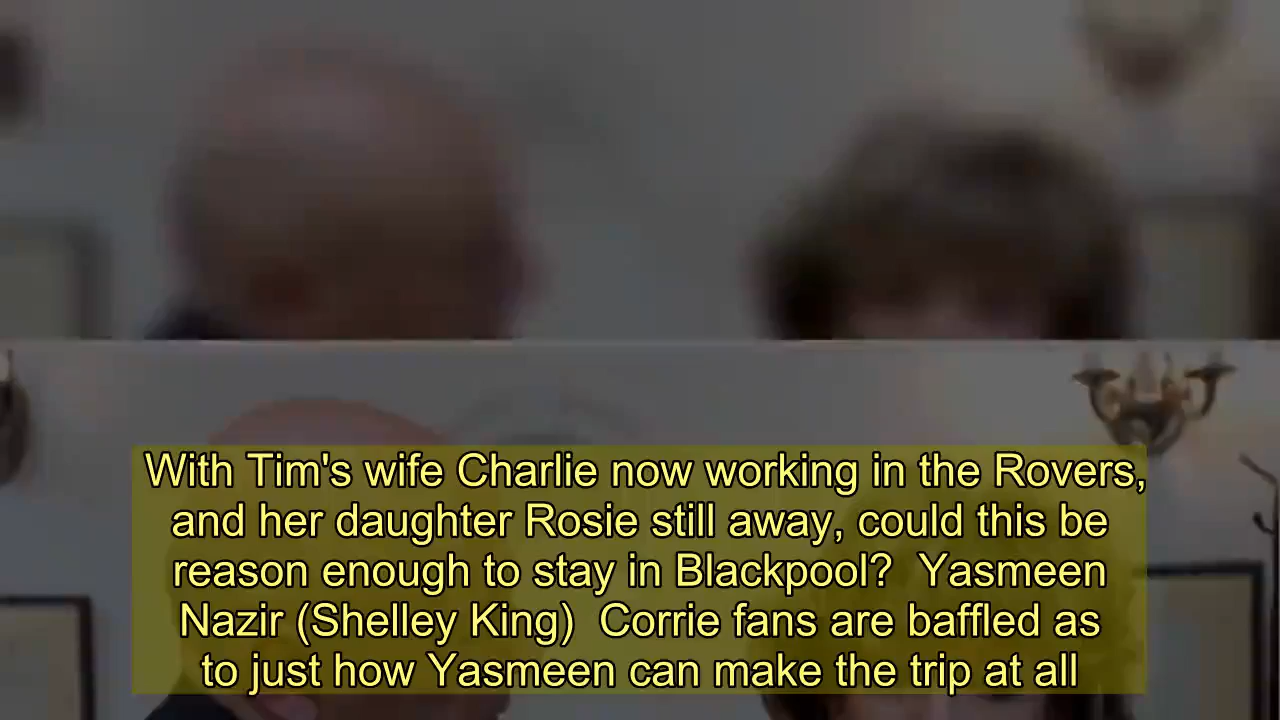 With Tim's wife Charlie now working in the Rovers,
and her daughter Rosie still away, could this be
reason enough to stay in Blackpool?  Yasmeen
Nazir (Shelley King)  Corrie fans are baffled as
to just how Yasmeen can make the trip at all